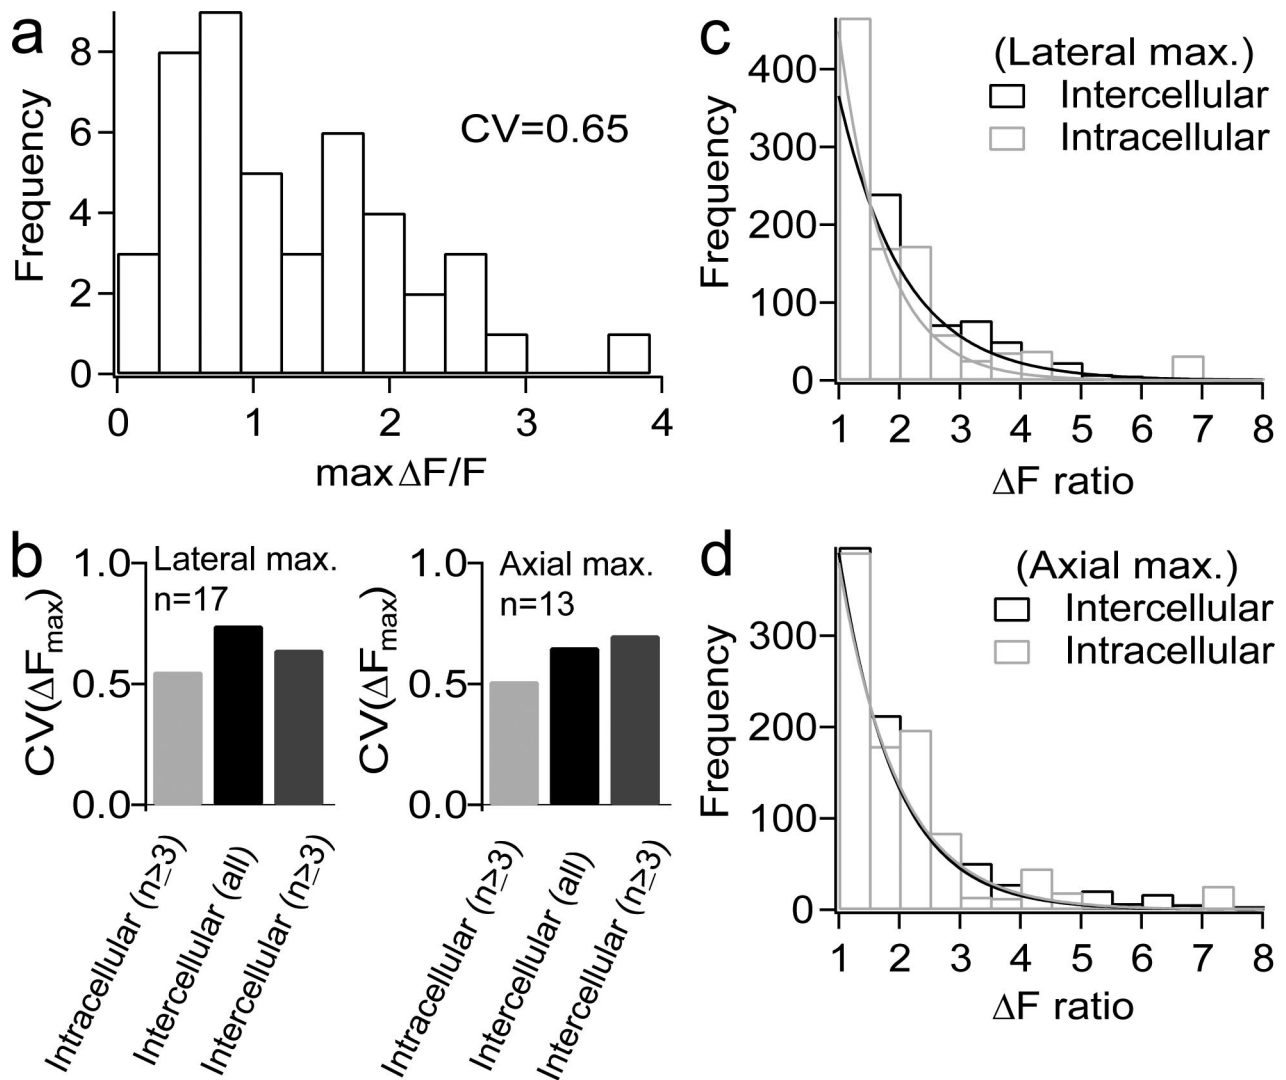 a
Frequency
8
6
4
2
0
CV=0.65
0 1 2 3 4
max ΔF/F
b
CV(ΔFmax)
1.0
0.5
0.0
Lateral max.
n=17
Intracellular (n≥3)
Intercellular (all)
Intercellular (n≥3)
CV(ΔFmax)
1.0
0.5
0.0
Axial max.
n=13
Intracellular (n≥3)
Intercellular (all)
Intercellular (n≥3)
c
Frequency
400
300
200
100
0
(Lateral max.)
Intercellular
Intracellular
1 2 3 4 5 6 7 8
ΔF ratio
d
Frequency
300
200
100
0
(Axial max.)
Intercellular
Intracellular
1 2 3 4 5 6 7 8
ΔF ratio